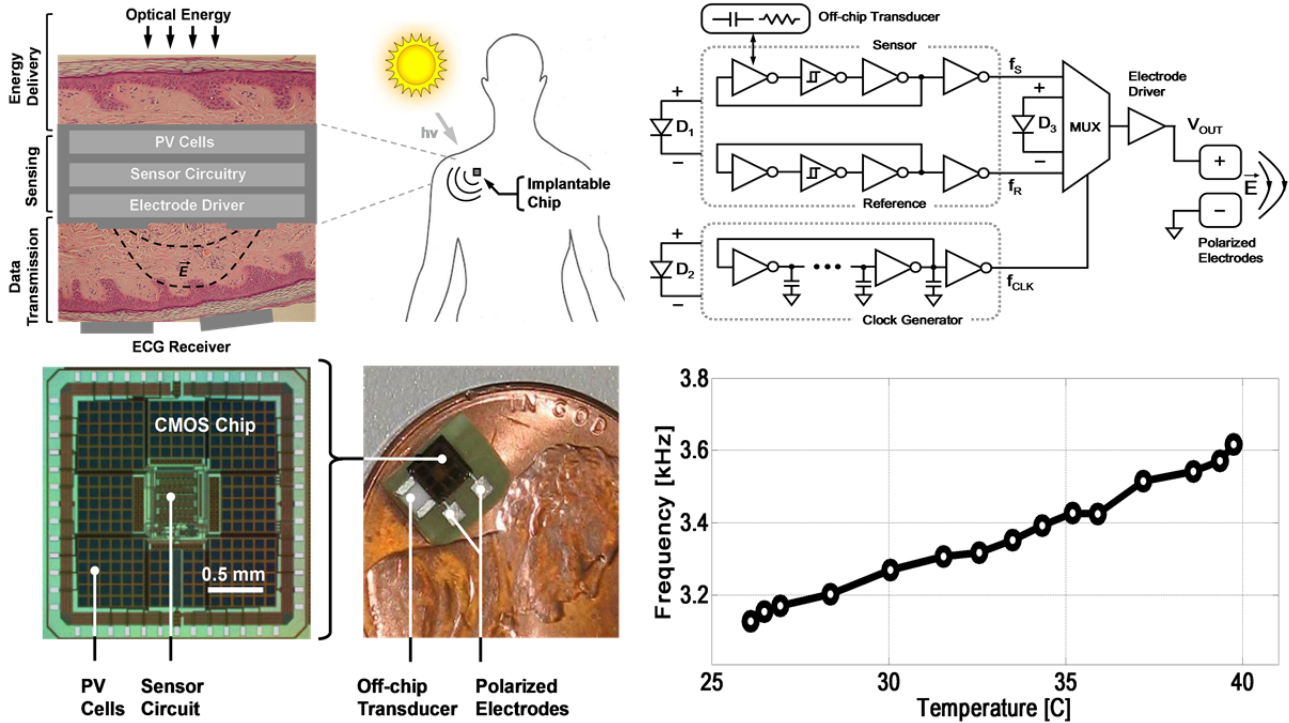 Optical Energy
Energy
Delivery
Sensing
Data
Transmission
PV Cells
Sensor Circuitry
Electrode Driver
E
ECG Receiver
hν
Implantable
Chip
Off-chip Transducer
Sensor
fS
+
D1
−
+
D3
−
MUX
Electrode
Driver
VOUT
+
E
−
Polarized
Electrodes
fR
Reference
+
D2
−
fCLK
Clock Generator
CMOS Chip
0.5 mm
PV
Cells
Sensor
Circuit
IN GOD
Off-chip
Transducer
Polarized
Electrodes
Frequency [kHz]
3.8
3.6
3.4
3.2
25
30
35
40
Temperature [C]